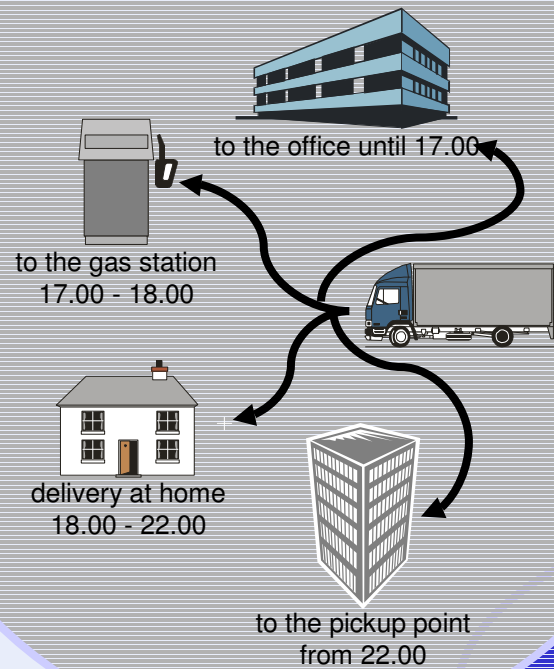 to the office until 17.00
to the gas station
17.00 - 18.00
delivery at home
18.00 - 22.00
to the pickup point
from 22.00